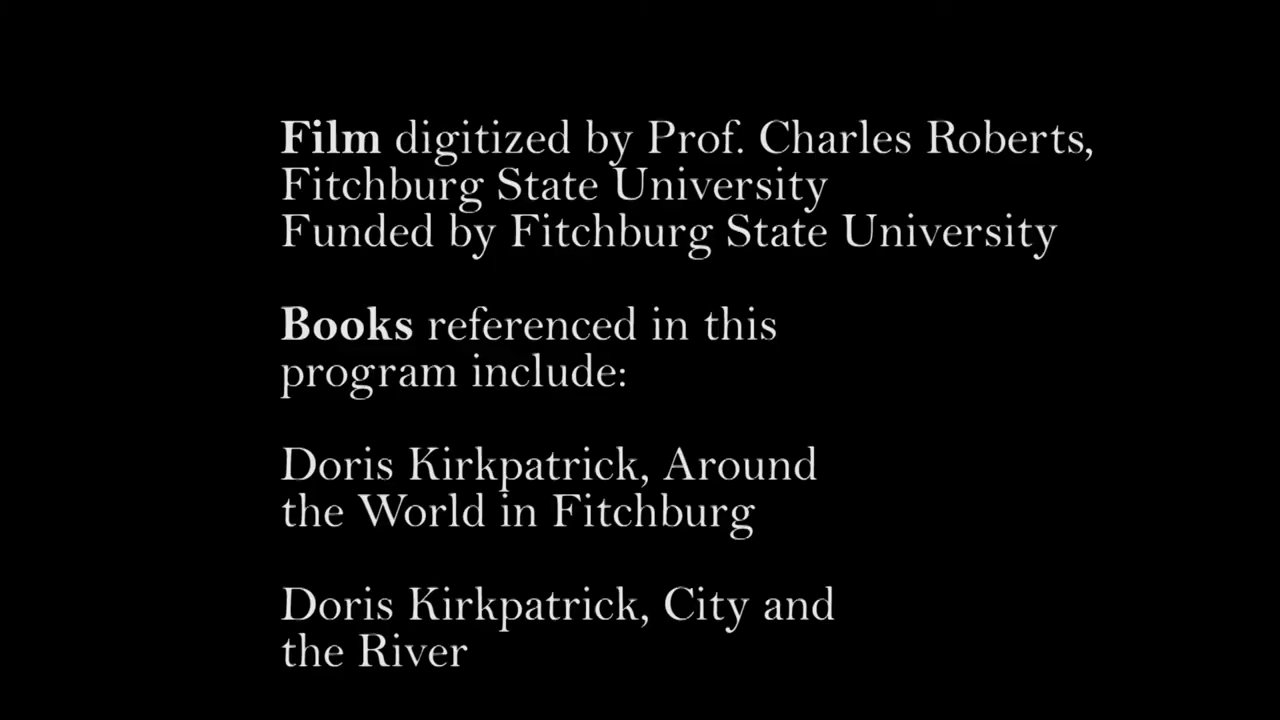 Film digitized by Prof. Charles Roberts,
Fitchburg State University
Funded by Fitchburg State University
Books referenced in this
program include:
Doris Kirkpatrick, Around
the World in Fitchburg
Doris Kirkpatrick, City and
the River